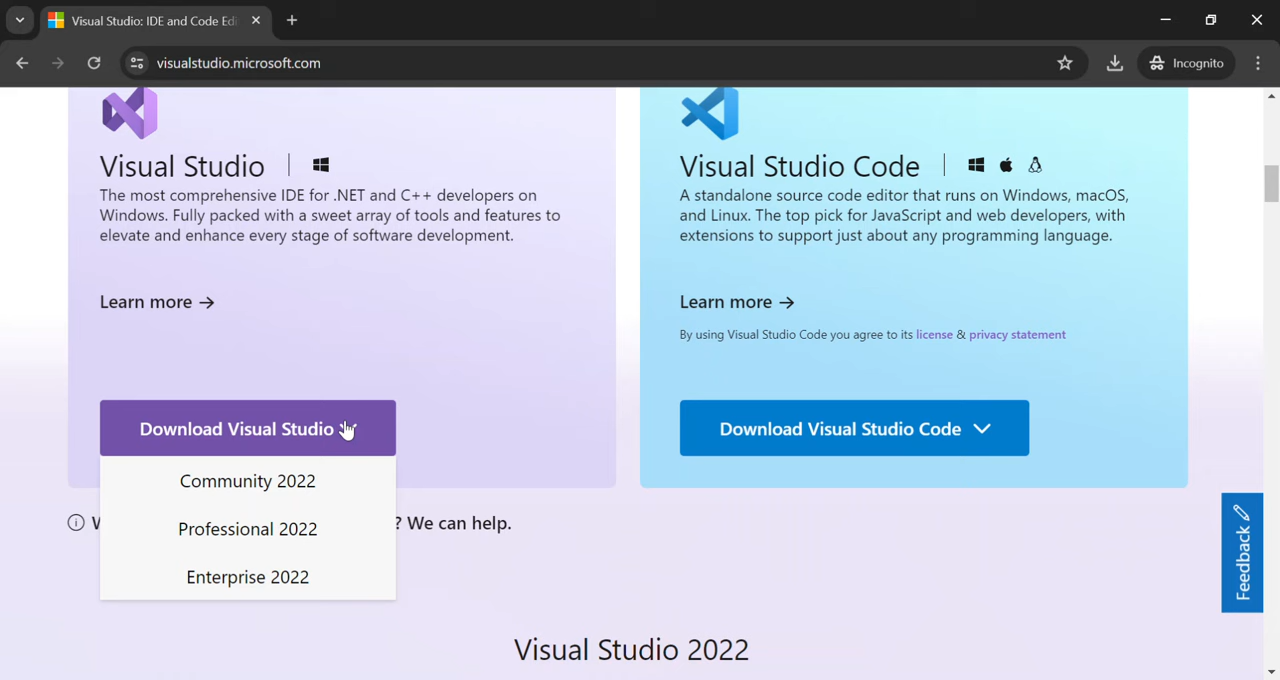 Visual Studio: IDE and Code Edi
visualstudio.microsoft.com
Incognito
Visual Studio
The most comprehensive IDE for .NET and C++ developers on
Windows. Fully packed with a sweet array of tools and features to
elevate and enhance every stage of software development.
Learn more →
Download Visual Studio
Community 2022
Professional 2022
Enterprise 2022
Visual Studio Code
A standalone source code editor that runs on Windows, macOS,
and Linux. The top pick for JavaScript and web developers, with
extensions to support just about any programming language.
Learn more →
By using Visual Studio Code you agree to its license & privacy statement
Download Visual Studio Code
? We can help.
Feedback
Visual Studio 2022